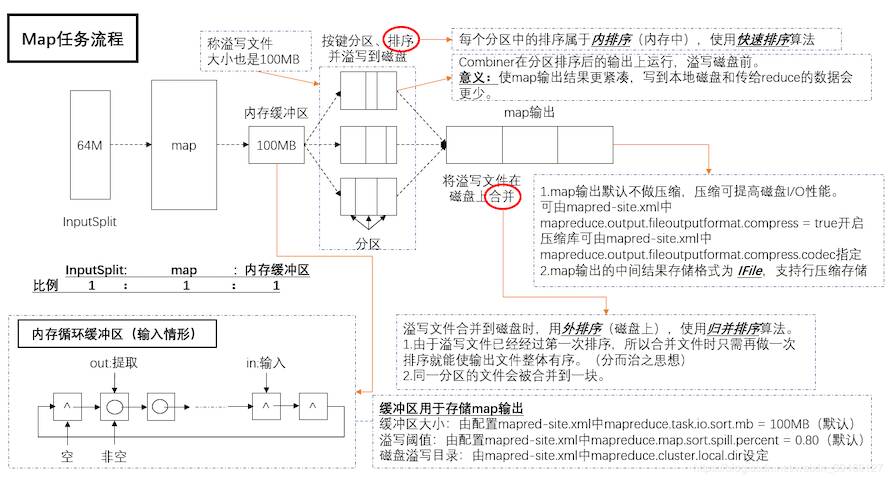 Map任务流程
称溢写文件
大小也是100MB
按键分区、排序
并溢写到磁盘
每个分区中的排序属于内排序（内存中），使用快速排序算法
Combiner在分区排序后的输出上运行，溢写磁盘前。
意义：使map输出结果更紧凑，写到本地磁盘和传给reduce的数据会
更少。
内存缓冲区
map输出
64M
map
100MB
InputSplit
分区
将溢写文件在
磁盘上合并
1.map输出默认不做压缩，压缩可提高磁盘I/O性能。
可由mapred-site.xml中
mapreduce.output.fileoutputformat.compress = true开启
压缩库可由mapred-site.xml中
mapreduce.output.fileoutputformat.compress.codec指定
2.map输出的中间结果存储格式为 IFile，支持行压缩存储
InputSplit: map : 内存缓冲区
比例 1 : 1 : 1
溢写文件合并到磁盘时，用外排序（磁盘上），使用归并排序算法。
1.由于溢写文件已经经过第一次排序，所以合并文件时只需再做一次
排序就能使输出文件整体有序。（分而治之思想）
2.同一分区的文件会被合并到一块。
内存循环缓冲区（输入情形）
out:提取
in:输入
^ ^ ^
空
非空
缓冲区用于存储map输出
缓冲区大小：由配置mapred-site.xml中mapreduce.task.io.sort.mb = 100MB（默认）
溢写阈值：由配置mapred-site.xml中mapreduce.map.sort.spill.percent = 0.80（默认）
磁盘溢写目录：由mapred-site.xml中mapreduce.cluster.local.dir设定